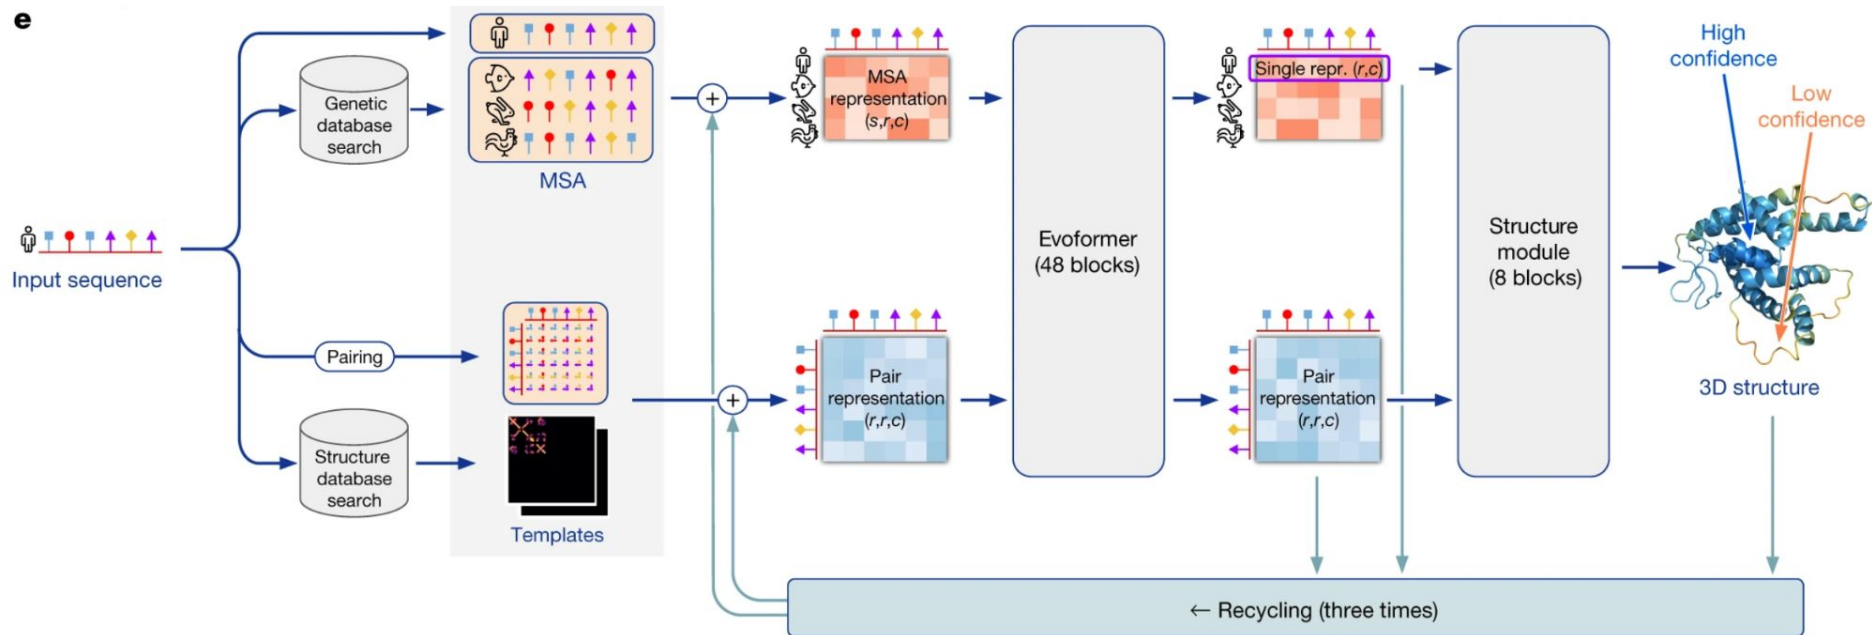 e
Input sequence
Genetic
database
search
Pairing
Structure
database
search
MSA
Templates
+
+
MSA
representation
(s,r,c)
Pair
representation
(r,r,c)
Evoformer
(48 blocks)
Single repr. (r,c)
Pair
representation
(r,r,c)
Structure
module
(8 blocks)
High
confidence
Low
confidence
3D structure
← Recycling (three times)